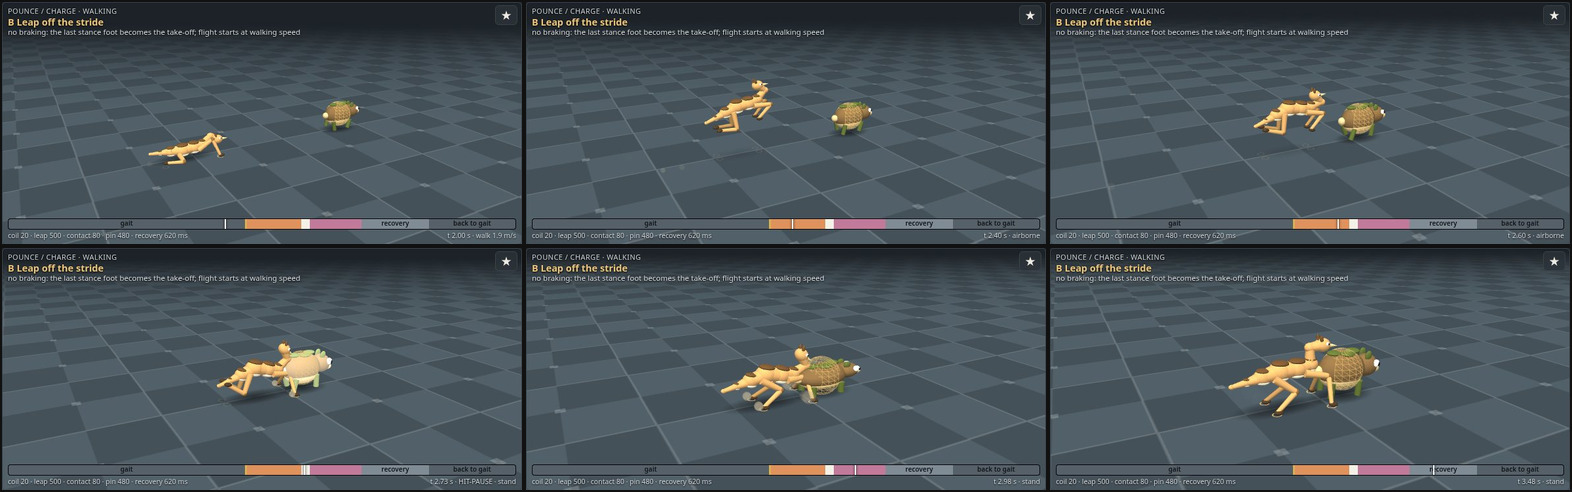 POUNCE / CHARGE · WALKING
B Leap off the stride
no braking: the last stance foot becomes the take-off; flight starts at walking speed
★
gait
recovery
back to gait
coil 20 · leap 500 · contact 80 · pin 480 · recovery 620 ms
t 2.00 s · walk 1.9 m/s
POUNCE / CHARGE · WALKING
B Leap off the stride
no braking: the last stance foot becomes the take-off; flight starts at walking speed
★
gait
recovery
back to gait
coil 20 · leap 500 · contact 80 · pin 480 · recovery 620 ms
t 2.40 s · airborne
POUNCE / CHARGE · WALKING
B Leap off the stride
no braking: the last stance foot becomes the take-off; flight starts at walking speed
★
gait
recovery
back to gait
coil 20 · leap 500 · contact 80 · pin 480 · recovery 620 ms
t 2.60 s · airborne
POUNCE / CHARGE · WALKING
B Leap off the stride
no braking: the last stance foot becomes the take-off; flight starts at walking speed
★
gait
recovery
back to gait
coil 20 · leap 500 · contact 80 · pin 480 · recovery 620 ms
t 2.73 s · HIT-PAUSE · stand
POUNCE / CHARGE · WALKING
B Leap off the stride
no braking: the last stance foot becomes the take-off; flight starts at walking speed
★
gait
recovery
back to gait
coil 20 · leap 500 · contact 80 · pin 480 · recovery 620 ms
t 2.98 s · stand
POUNCE / CHARGE · WALKING
B Leap off the stride
no braking: the last stance foot becomes the take-off; flight starts at walking speed
★
gait
recovery
back to gait
coil 20 · leap 500 · contact 80 · pin 480 · recovery 620 ms
t 3.48 s · stand